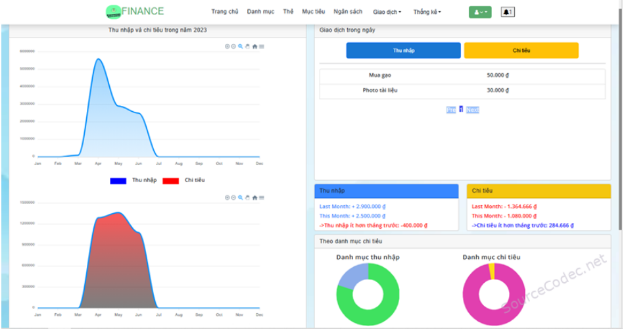 FINANCE
Trang chủ Danh mục Thẻ Mục tiêu Ngân sách Giao dịch Thống kê
Thu nhập và chi tiêu trong năm 2023
Jan Feb Mar Apr May Jun Jul Aug Sep Oct Nov Dec
Thu nhập Chi tiêu
Jan Feb Mar Apr May Jun Jul Aug Sep Oct Nov Dec
Giao dịch trong ngày
Thu nhập Chi tiêu
Mua gạo 50.000 ₫
Photo tài liệu 30.000 ₫
Pre 1 Next
Thu nhập
Last Month: + 2.900.000 ₫
This Month: + 2.500.000 ₫
->Thu nhập ít hơn tháng trước: -400.000 ₫
Chi tiêu
Last Month: - 1.364.666 ₫
This Month: - 1.080.000 ₫
->Chi tiêu ít hơn tháng trước: 284.666 ₫
Theo danh mục chi tiêu
Danh mục thu nhập Danh mục chi tiêu
SourceCodec.net